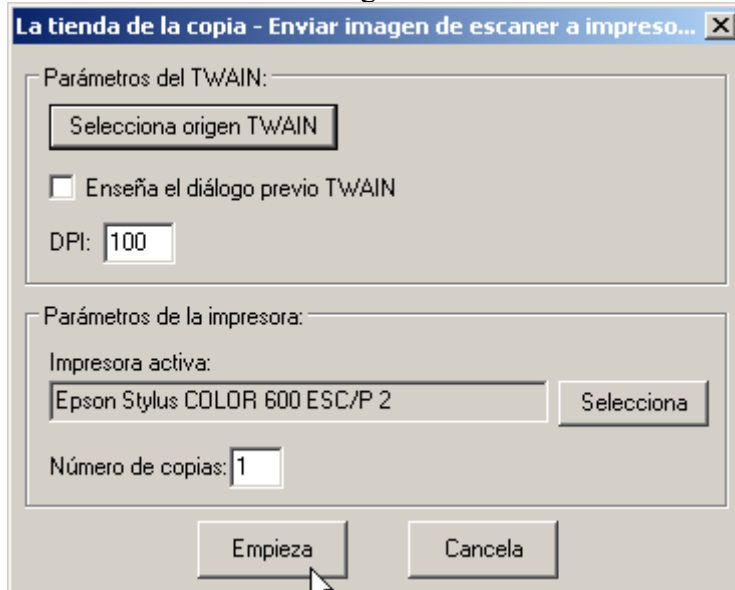 La tienda de la copia - Enviar imagen de escaner a impreso...
Parámetros del TWAIN:
Selecciona origen TWAIN
Enseña el diálogo previo TWAIN
DPI: 100
Parámetros de la impresora:
Impresora activa:
Epson Stylus COLOR 600 ESC/P 2 Selecciona
Número de copias: 1
Empieza Cancela